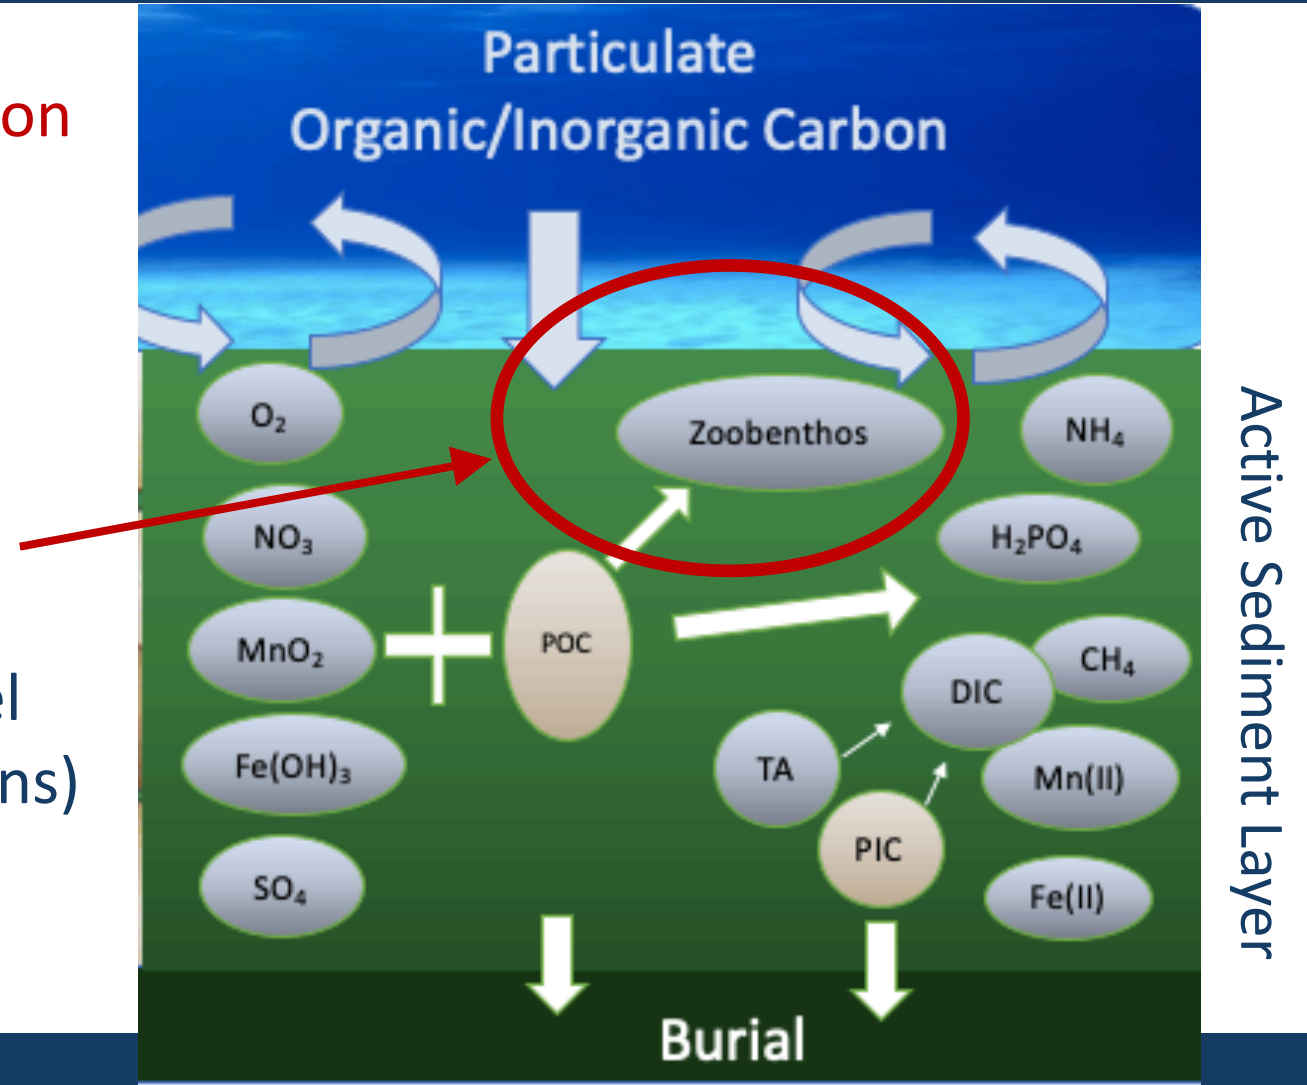 Particulate
Organic/Inorganic Carbon
on
O₂
Zoobenthos
NH₄
NO₃
H₂PO₄
MnO₂
POC
CH₄
DIC
el
ns)
Fe(OH)₃
TA
Mn(II)
PIC
SO₄
Fe(II)
Burial
Active Sediment Layer